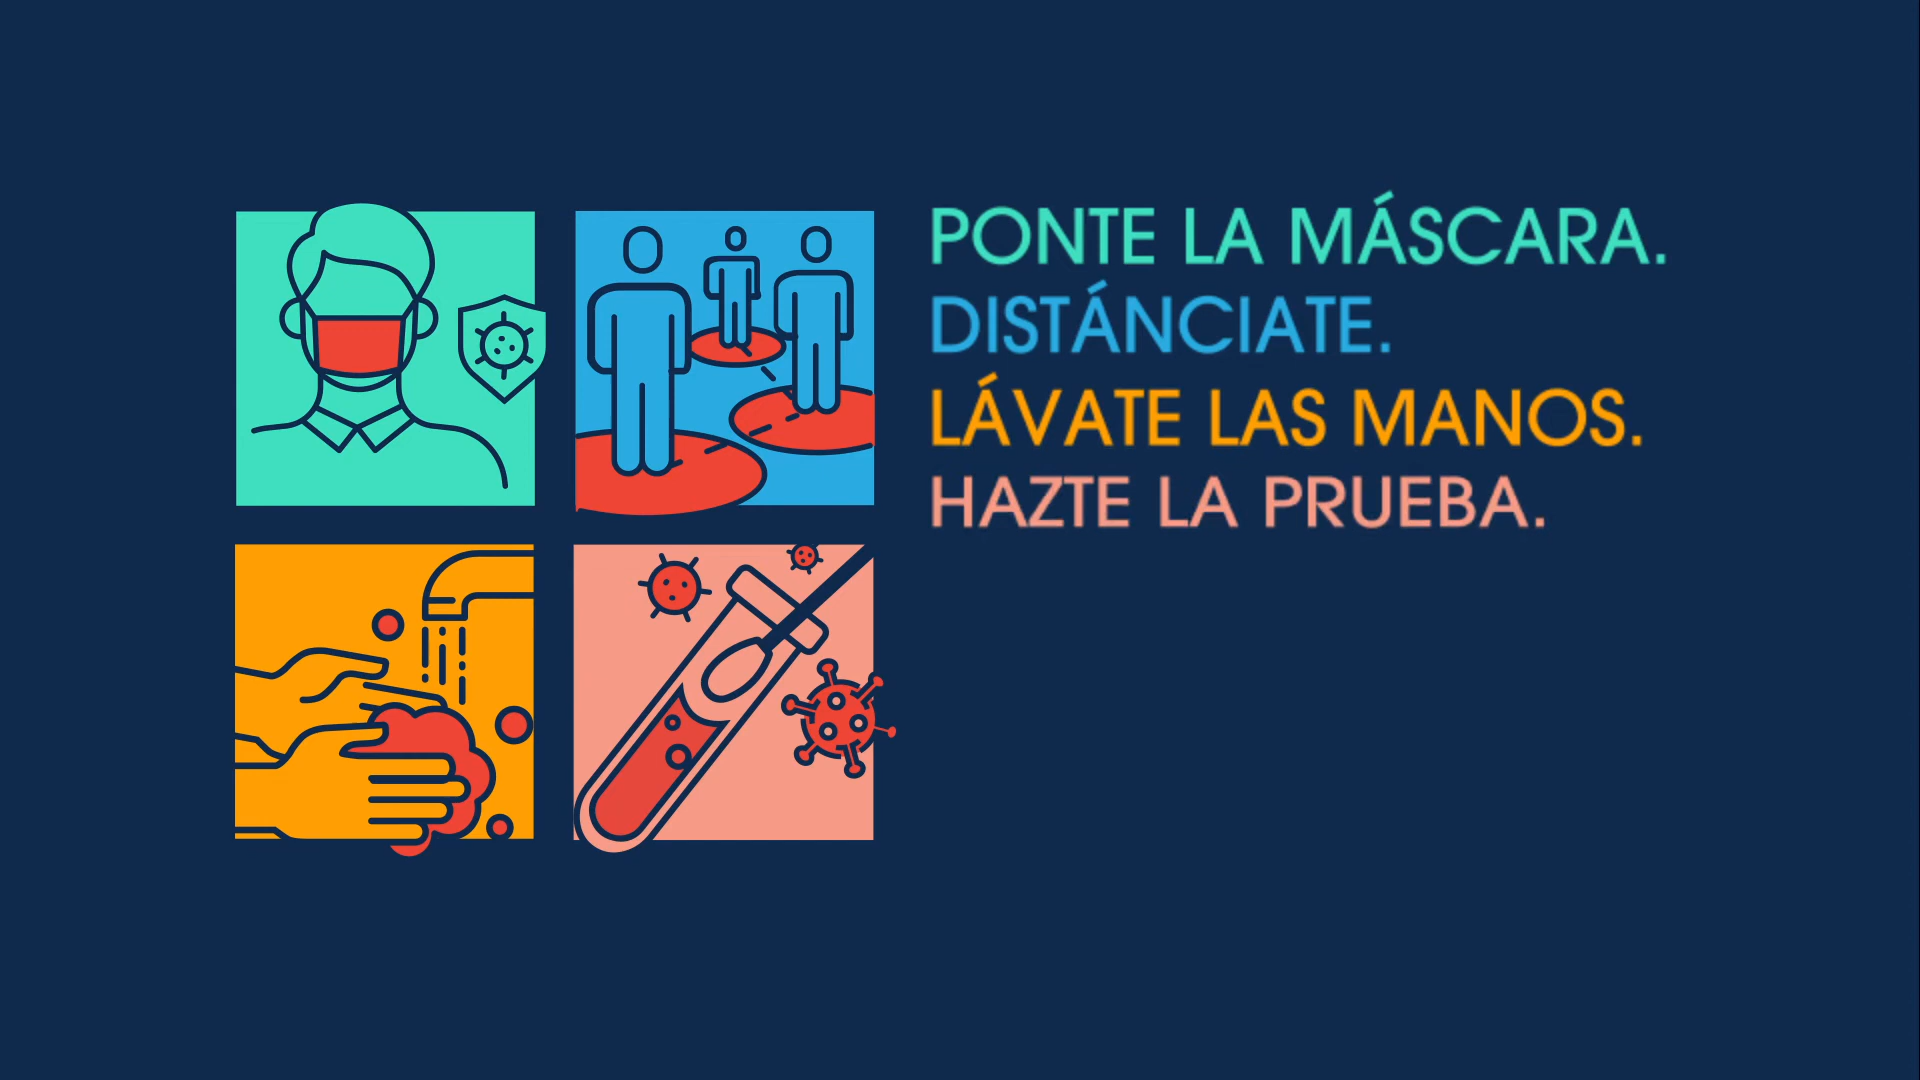 PONTE LA MÁSCARA.
DISTÁNCIATE.
LÁVATE LAS MANOS.
HAZTE LA PRUEBA.